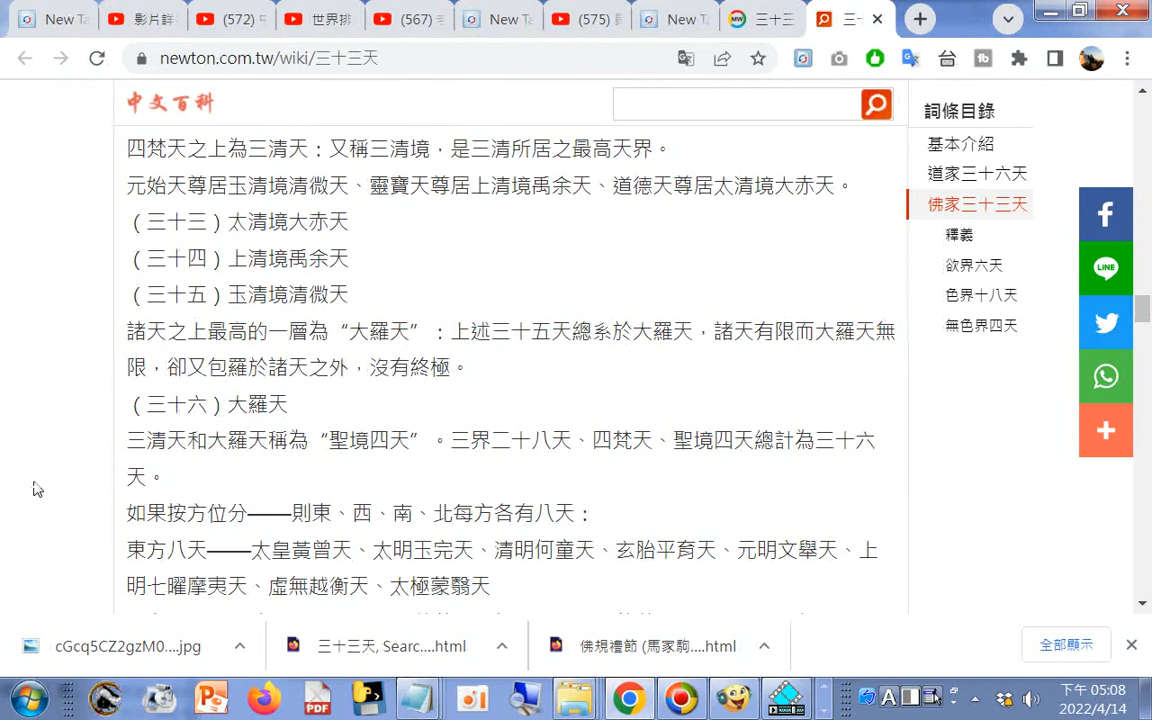 New Ta
影片詳
(572) 中
世界排
(567)
New Ta
(575)
New Ta
三十三
三十
newton.com.tw/wiki/三十三天
中文百科
四梵天之上為三清天：又稱三清境，是三清所居之最高天界。
元始天尊居玉清境清微天、靈寶天尊居上清境禹余天、道德天尊居太清境大赤天。
（三十三）太清境大赤天
（三十四）上清境禹余天
（三十五）玉清境清微天
諸天之上最高的一層為“大羅天”：上述三十五天總系於大羅天，諸天有限而大羅天無
限，卻又包羅於諸天之外，沒有終極。
（三十六）大羅天
三清天和大羅天稱為“聖境四天”。三界二十八天、四梵天、聖境四天總計為三十六
天。
如果按方位分——則東、西、南、北每方各有八天：
東方八天——太皇黃曾天、太明玉完天、清明何童天、玄胎平育天、元明文舉天、上
明七曜摩夷天、虛無越衡天、太極蒙翳天
詞條目錄
基本介紹
道家三十六天
佛家三十三天
釋義
欲界六天
色界十八天
無色界四天
LINE
cGcq5CZ2gzM0....jpg
三十三天, Searc....html
佛規禮節 (馬家駒....html
全部顯示
PDF
A
下午 05:08
2022/4/14